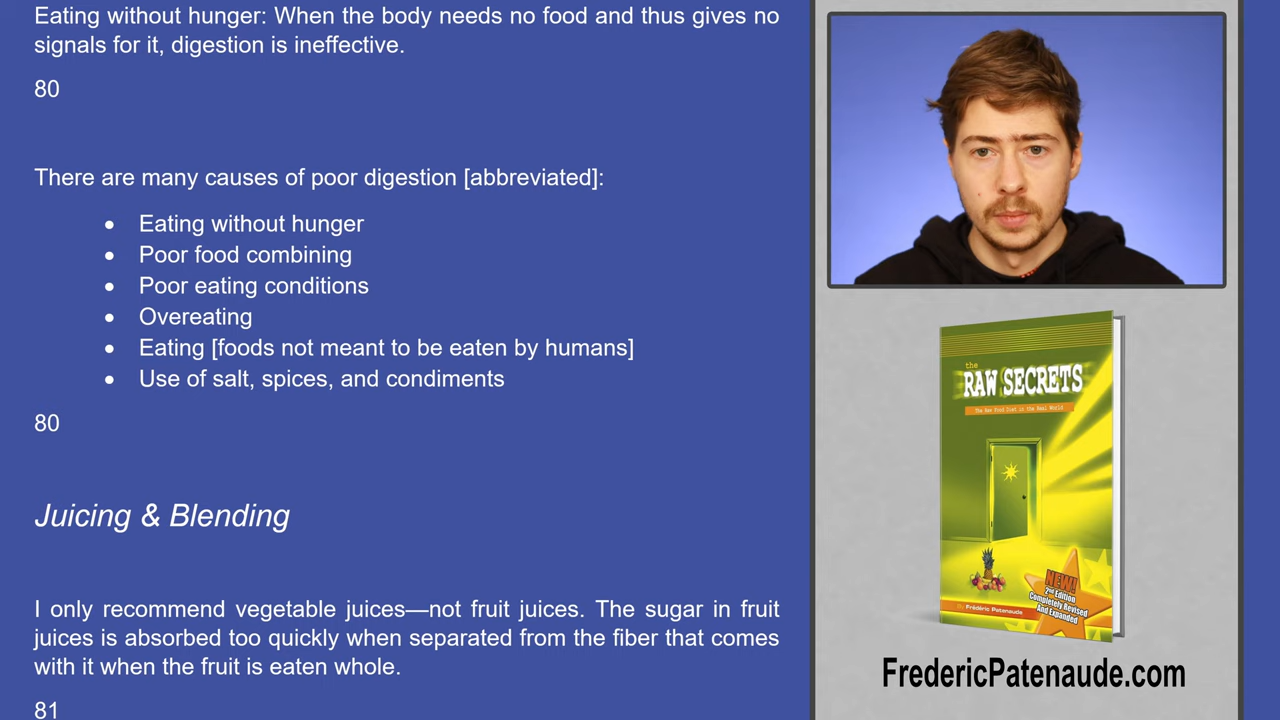 Eating without hunger: When the body needs no food and thus gives no
signals for it, digestion is ineffective.
80
There are many causes of poor digestion [abbreviated]:
• Eating without hunger
• Poor food combining
• Poor eating conditions
• Overeating
• Eating [foods not meant to be eaten by humans]
• Use of salt, spices, and condiments
80
Juicing & Blending
I only recommend vegetable juices—not fruit juices. The sugar in fruit
juices is absorbed too quickly when separated from the fiber that comes
with it when the fruit is eaten whole.
81
the
RAW SECRETS
The Raw Food Diet in the Real World
NEW!
2nd Edition
Completely Revised
And Expanded
By Frédéric Patenaude
FredericPatenaude.com